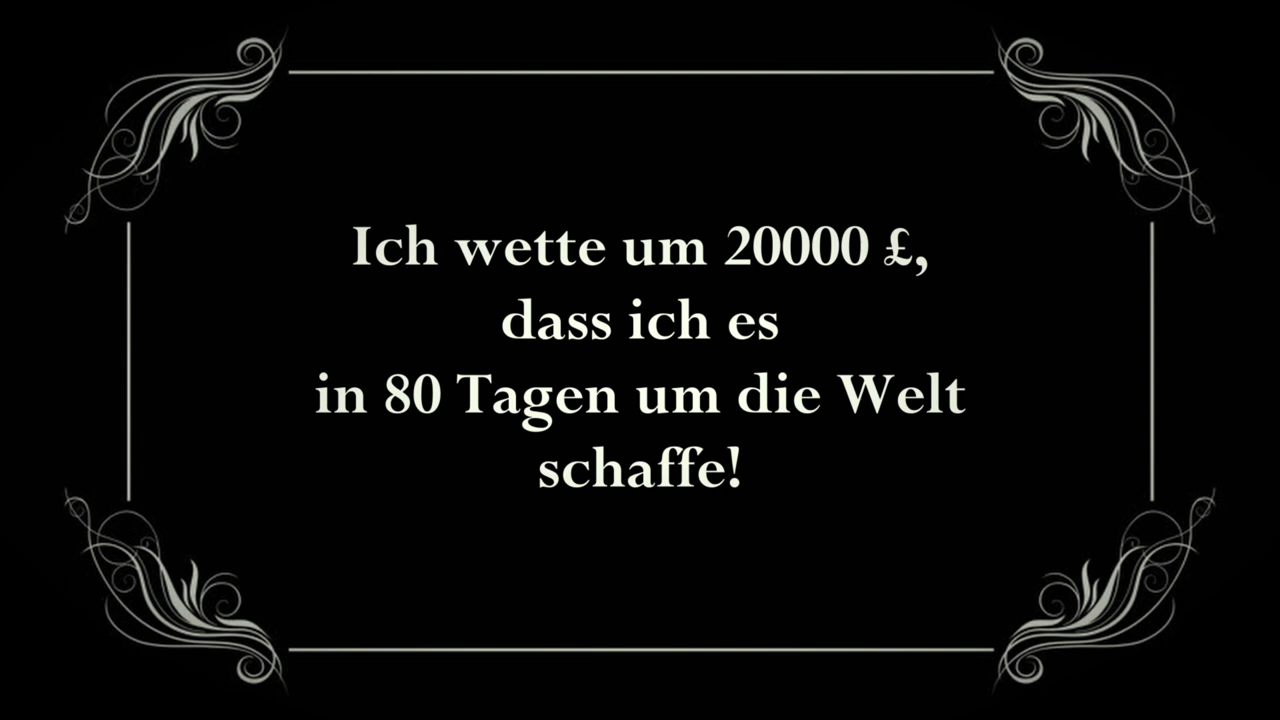 Ich wette um 20000 £,
dass ich es
in 80 Tagen um die Welt
schaffe!